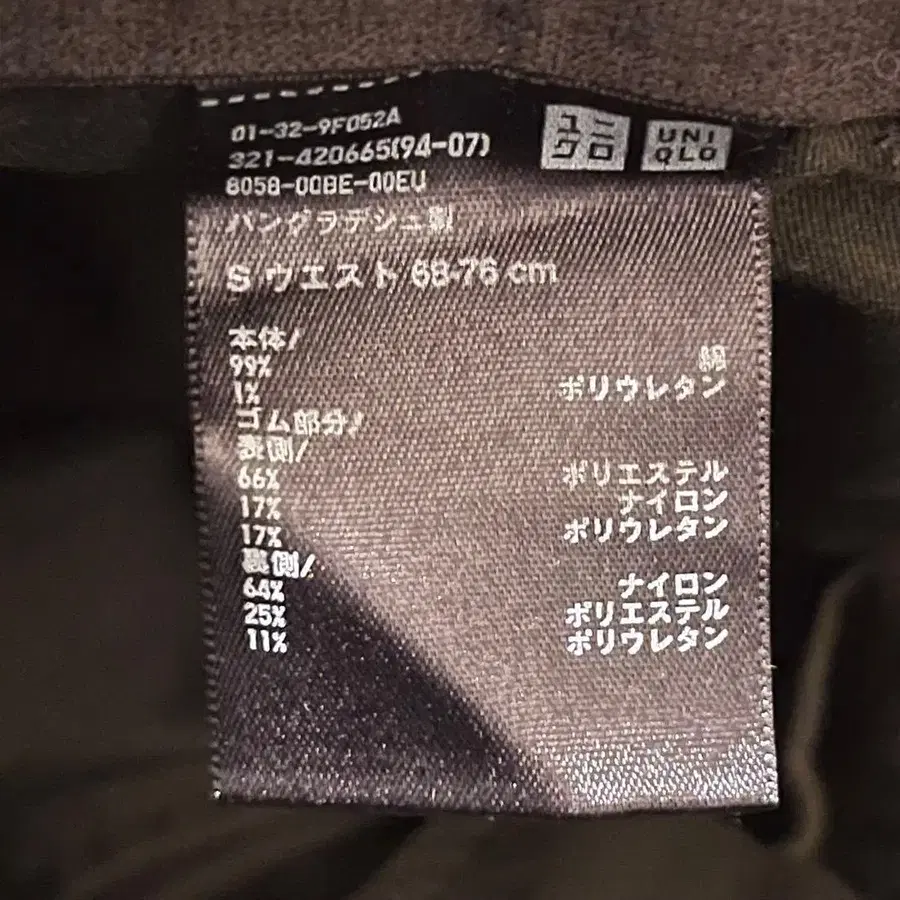 01-32-9F052A
321-420665(94-07)
8058-00BE-00EU
ユニクロ
UNIQLO
バングラデシュ製
S ウエスト 68-76 cm
本体/
99% 綿
1% ポリウレタン
ゴム部分/
表側/
66% ポリエステル
17% ナイロン
17% ポリウレタン
裏側/
64% ナイロン
25% ポリエステル
11% ポリウレタン